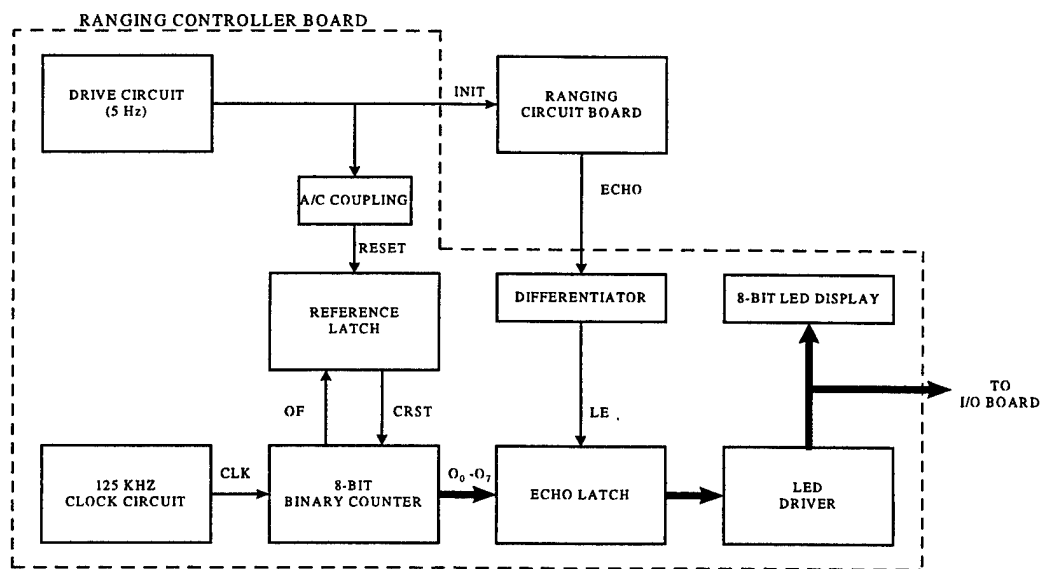 RANGING CONTROLLER BOARD
DRIVE CIRCUIT
(5 Hz)
INIT
RANGING
CIRCUIT BOARD
ECHO
A/C COUPLING
RESET
REFERENCE
LATCH
DIFFERENTIATOR
8-BIT LED DISPLAY
OF
CRST
LE
TO
I/O BOARD
125 KHZ
CLOCK CIRCUIT
CLK
8-BIT
BINARY COUNTER
O0 -O7
ECHO LATCH
LED
DRIVER